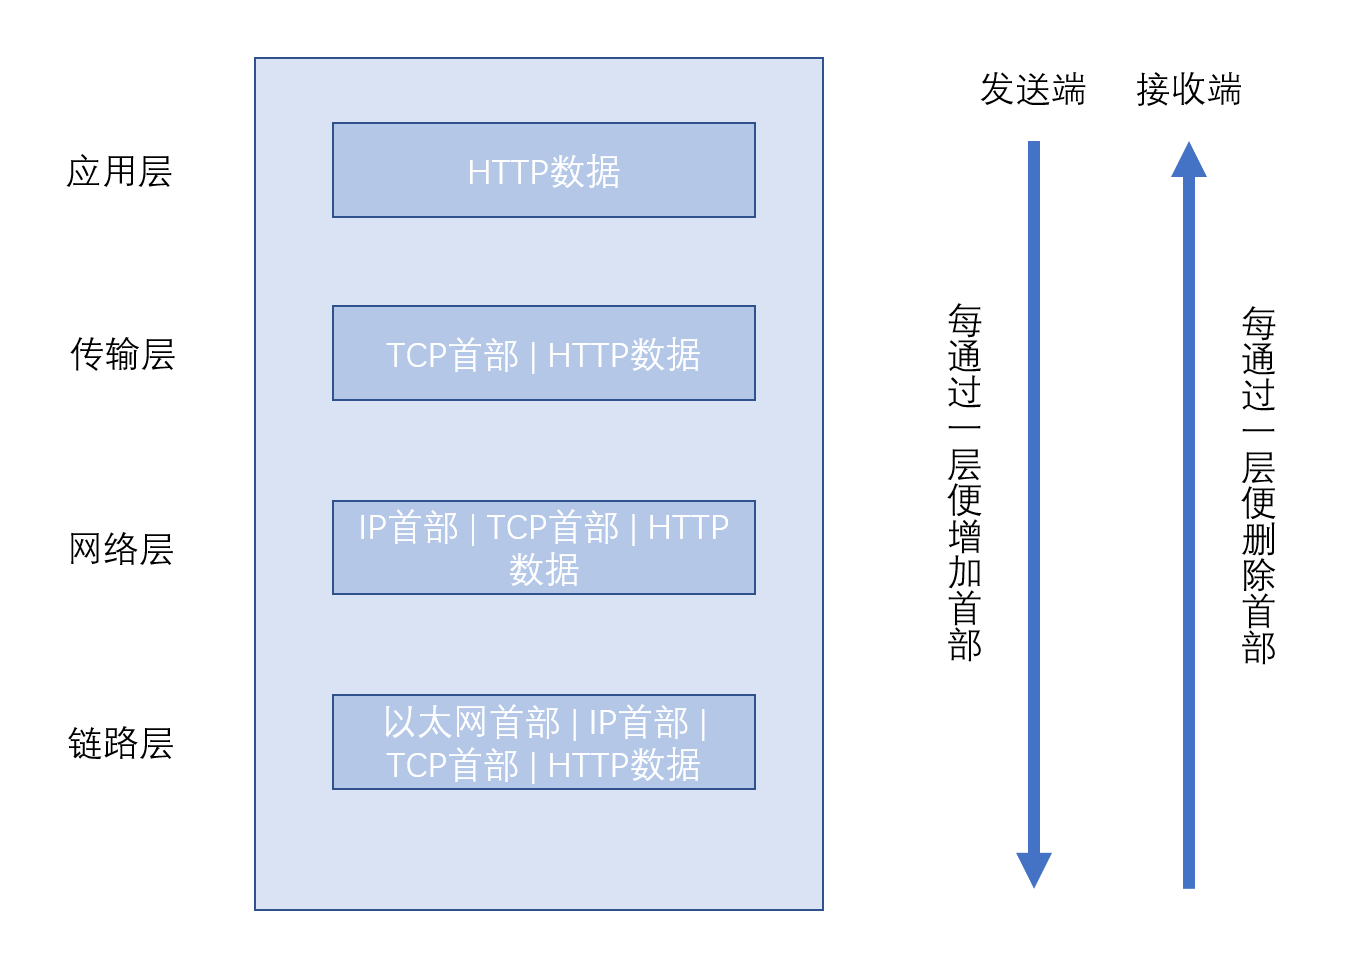 发送端
接收端
应用层
HTTP数据
传输层
TCP首部 | HTTP数据
网络层
IP首部 | TCP首部 | HTTP
数据
链路层
以太网首部 | IP首部 |
TCP首部 | HTTP数据
每通过一层便增加首部
每通过一层便删除首部